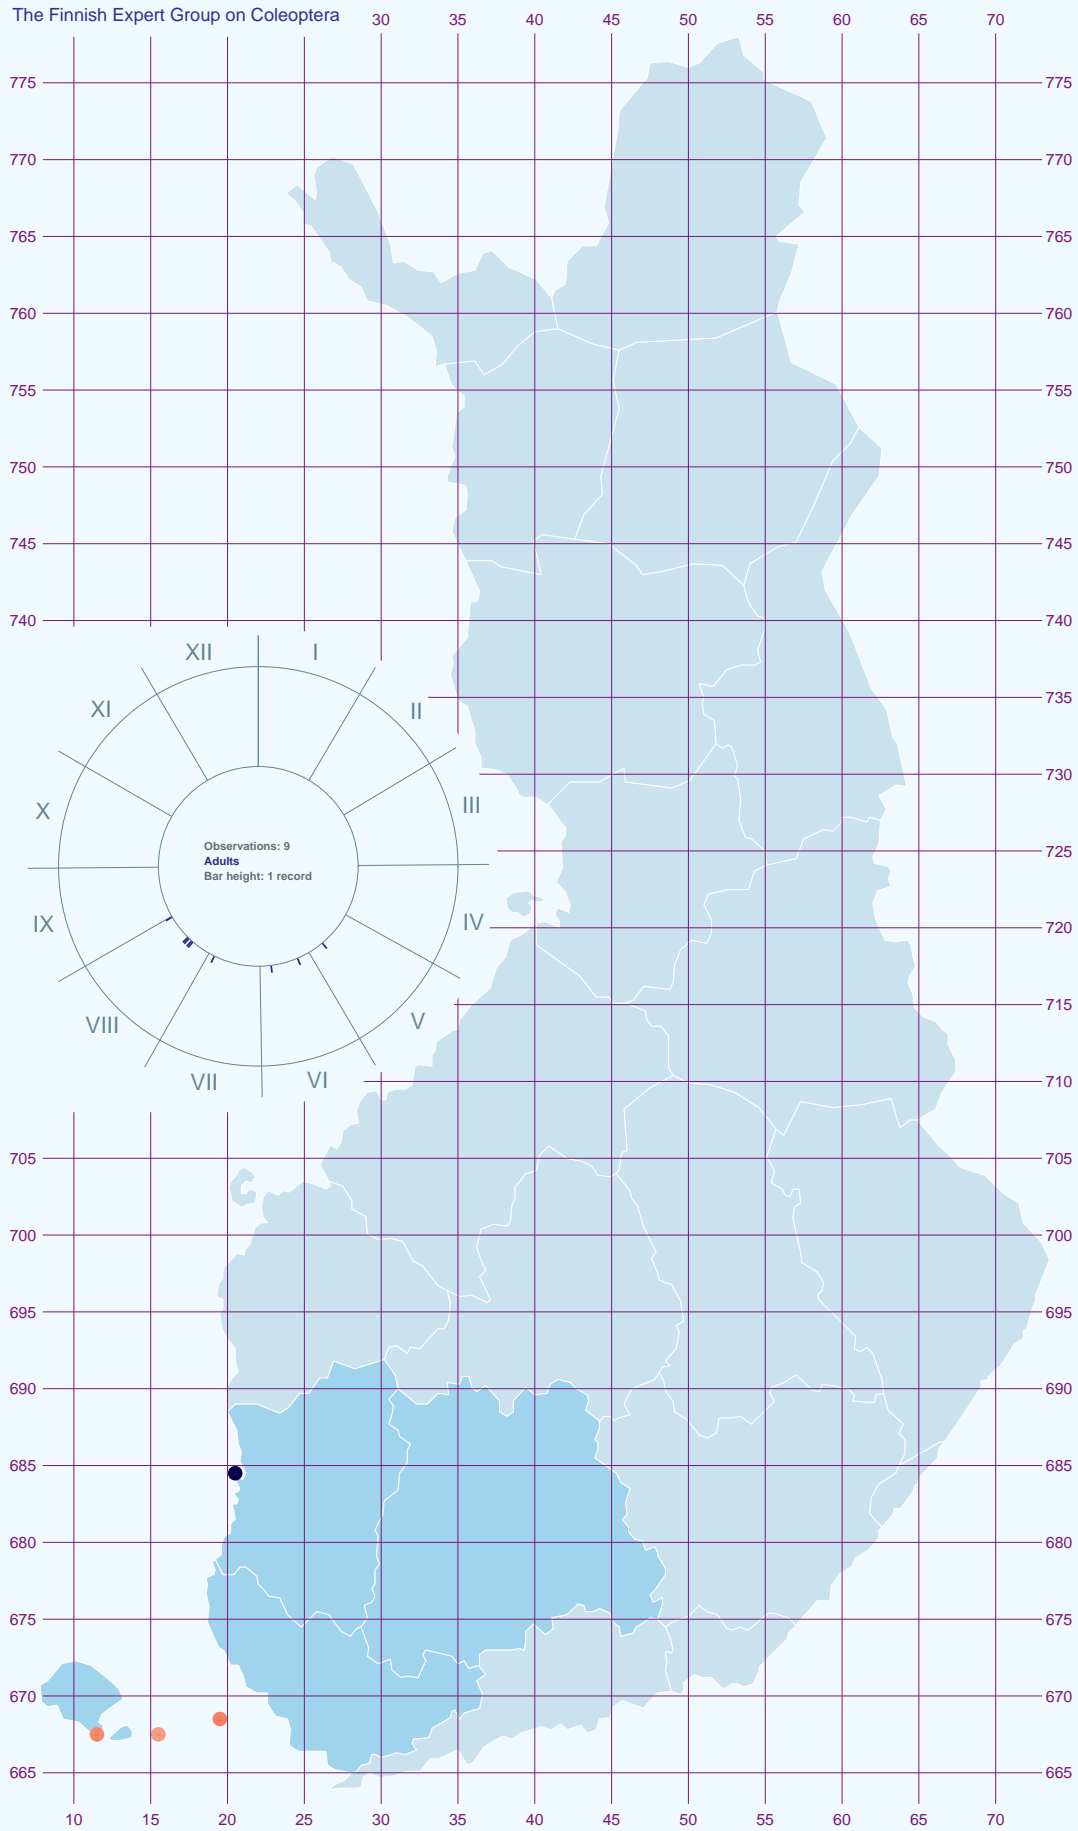 The Finnish Expert Group on Coleoptera
30 35 40 45 50 55 60 65 70
775 775
770 770
765 765
760 760
755 755
750 750
745 745
740 740
XII I
XI II
735
730
X III
Observations: 9
Adults
Bar height: 1 record
725
IX IV
720
715
VIII V
VII VI
710
705 705
700 700
695 695
690 690
685 685
680 680
675 675
670 670
665 665
10 15 20 25 30 35 40 45 50 55 60 65 70